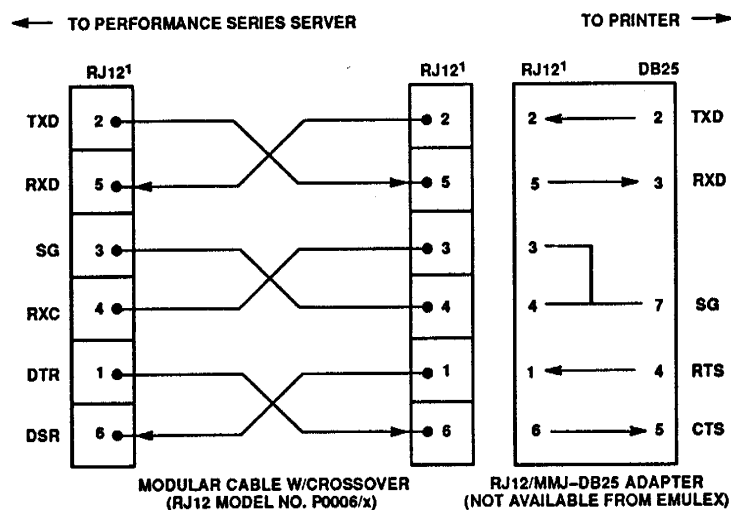 TO PERFORMANCE SERIES SERVER TO PRINTER
RJ12¹ RJ12¹ RJ12¹ DB25
TXD 2 2 2 2 TXD
RXD 5 5 5 3 RXD
SG 3 3 3
RXC 4 4 4 7 SG
DTR 1 1 1 4 RTS
DSR 6 6 6 5 CTS
MODULAR CABLE W/CROSSOVER
(RJ12 MODEL NO. P0006/x)
RJ12/MMJ–DB25 ADAPTER
(NOT AVAILABLE FROM EMULEX)